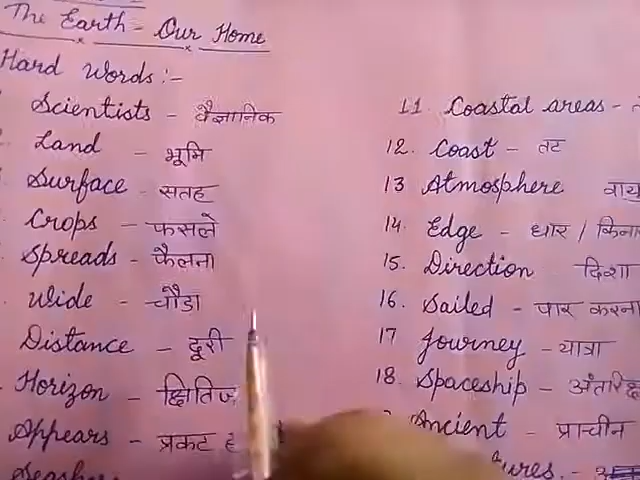 The Earth - Our Home
Hard Words :-
Scientists - वैज्ञानिक
Land - भूमि
Surface - सतह
Crops - फसले
Spreads - फैलना
Wide - चौड़ा
Distance - दूरी
Horizon - क्षितिज
Appears - प्रकट
11. Coastal areas -
12. Coast - तट
13 Atmosphere
14. Edge - धार /
15. Direction दिशा
16. Sailed - पार करना
17 Journey - यात्रा
18. Spaceship -
Ancient - प्राचीन